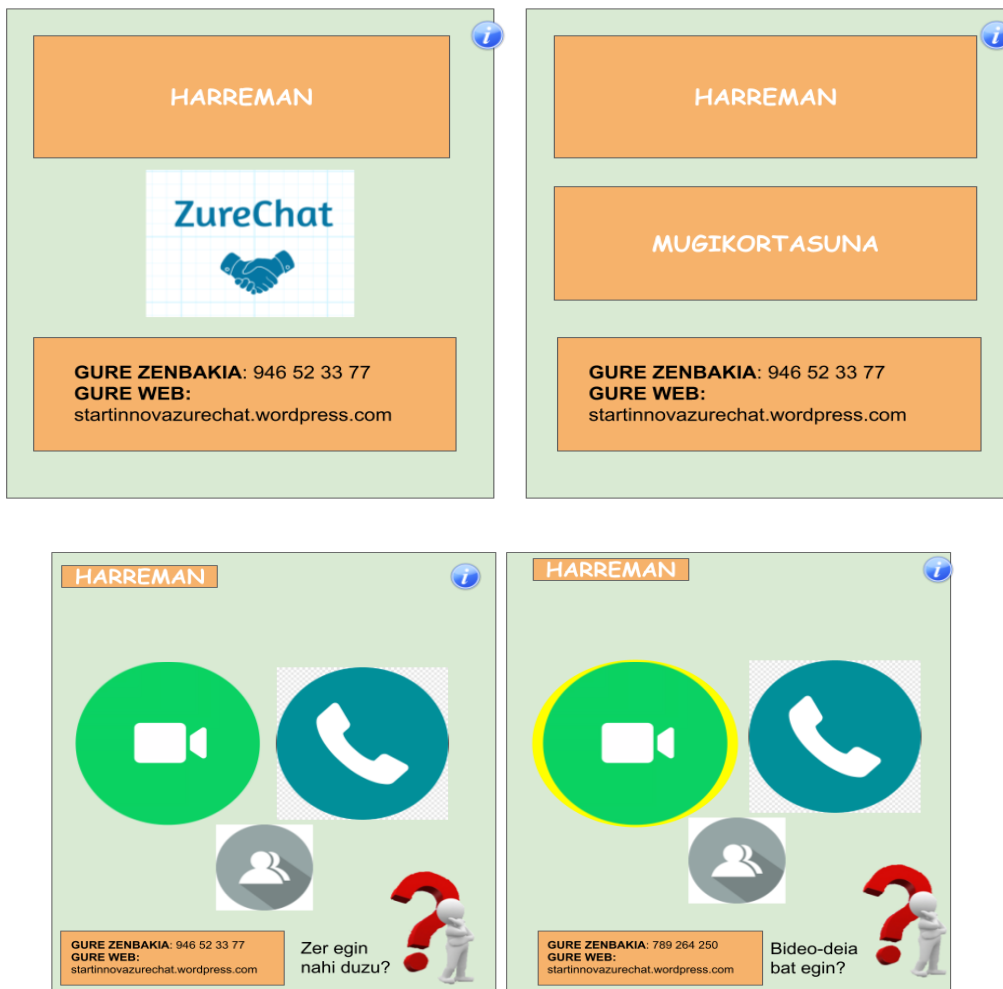 HARREMAN
ZureChat
GURE ZENBAKIA: 946 52 33 77
GURE WEB:
startinnovazurechat.wordpress.com
HARREMAN
MUGIKORTASUNA
GURE ZENBAKIA: 946 52 33 77
GURE WEB:
startinnovazurechat.wordpress.com
HARREMAN
GURE ZENBAKIA: 946 52 33 77
GURE WEB:
startinnovazurechat.wordpress.com
Zer egin
nahi duzu?
HARREMAN
GURE ZENBAKIA: 789 264 250
GURE WEB:
startinnovazurechat.wordpress.com
Bideo-deia
bat egin?